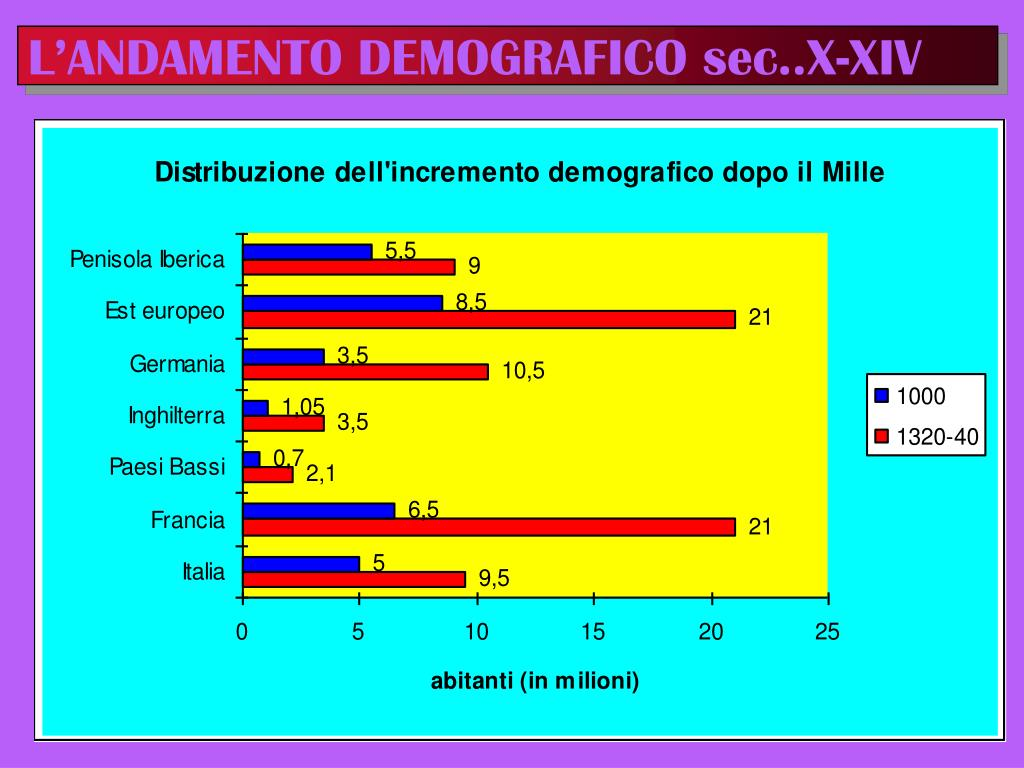 L’ANDAMENTO DEMOGRAFICO sec..X-XIV
Distribuzione dell'incremento demografico dopo il Mille
Penisola Iberica
5,5
9
Est europeo
8,5
21
Germania
3,5
10,5
Inghilterra
1,05
3,5
Paesi Bassi
0,7
2,1
Francia
6,5
21
Italia
5
9,5
0 5 10 15 20 25
abitanti (in milioni)
1000
1320-40